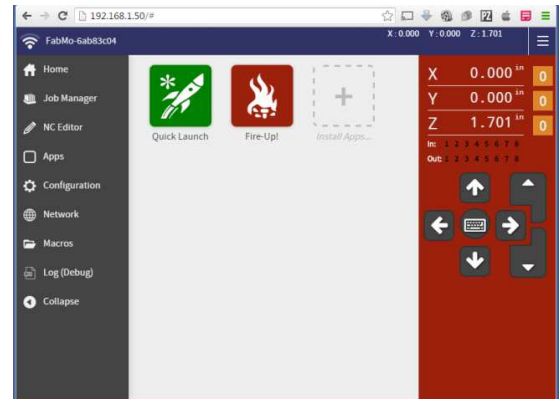 192.168.1.50/#
FabMo-6ab83c04
X:0.000 Y:0.000 Z:1.701
Home
Job Manager
NC Editor
Apps
Configuration
Network
Macros
Log (Debug)
Collapse
Quick Launch
Fire-Up!
Install Apps...
X 0.000 in 0
Y 0.000 in 0
Z 1.701 in 0
In: 1 2 3 4 5 6 7 8
Out: 1 2 3 4 5 6 7 8